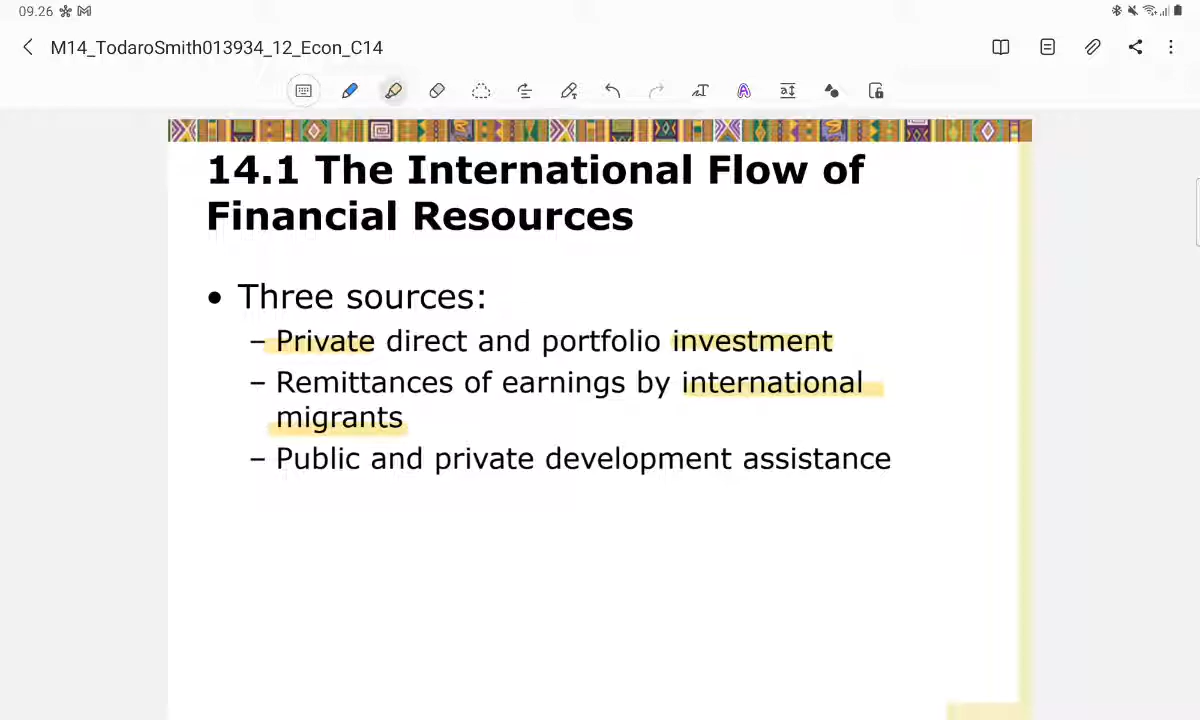 09.26
M14_TodaroSmith013934_12_Econ_C14
14.1 The International Flow of
Financial Resources
• Three sources:
– Private direct and portfolio investment
– Remittances of earnings by international
migrants
– Public and private development assistance